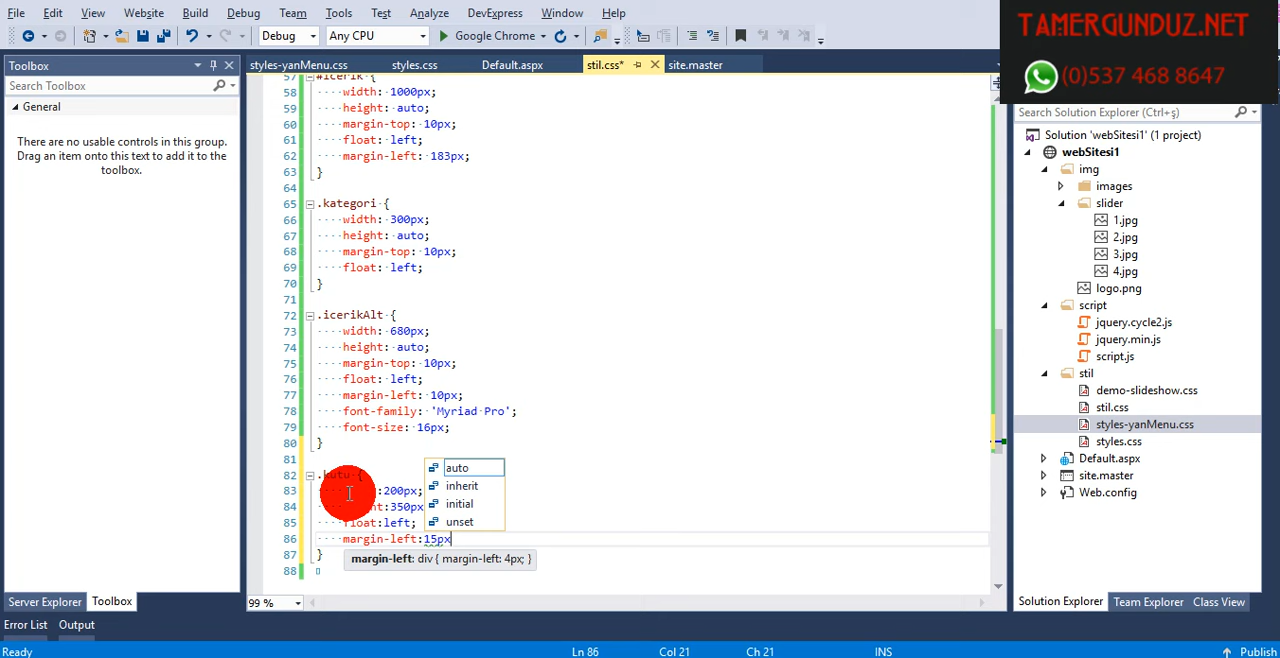 File Edit View Website Build Debug Team Tools Test Analyze DevExpress Window Help
TAMERGUNDUZ.NET
(0)537 468 8647
Debug Any CPU Google Chrome
Toolbox
Search Toolbox
General
There are no usable controls in this group.
Drag an item onto this text to add it to the
toolbox.
styles-yanMenu.css styles.css Default.aspx stil.css* site.master
57 #icerik {
58 width: 1000px;
59 height: auto;
60 margin-top: 10px;
61 float: left;
62 margin-left: 183px;
63 }
64
65 .kategori {
66 width: 300px;
67 height: auto;
68 margin-top: 10px;
69 float: left;
70 }
71
72 .icerikAlt {
73 width: 680px;
74 height: auto;
75 margin-top: 10px;
76 float: left;
77 margin-left: 10px;
78 font-family: 'Myriad Pro';
79 font-size: 16px;
80 }
81
82 .kutu {
83 :200px;
84 :350px
85 float:left;
86 margin-left:15px
87 }
88
auto
inherit
initial
unset
margin-left: div { margin-left: 4px; }
99 %
Search Solution Explorer (Ctrl+ş)
Solution 'webSitesi1' (1 project)
webSitesi1
img
images
slider
1.jpg
2.jpg
3.jpg
4.jpg
logo.png
script
jquery.cycle2.js
jquery.min.js
script.js
stil
demo-slideshow.css
stil.css
styles-yanMenu.css
styles.css
Default.aspx
site.master
Web.config
Server Explorer Toolbox
Solution Explorer Team Explorer Class View
Error List Output
Ready Ln 86 Col 21 Ch 21 INS Publish